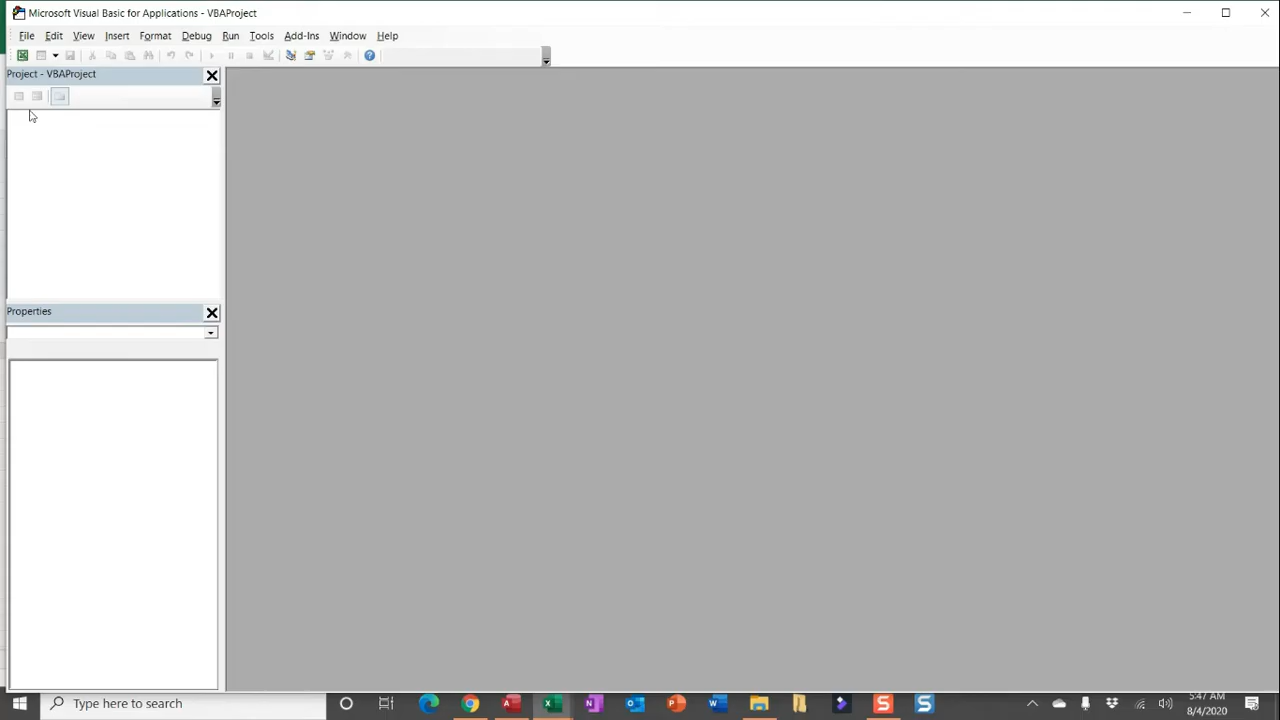 Microsoft Visual Basic for Applications - VBAProject
File Edit View Insert Format Debug Run Tools Add-Ins Window Help
Project - VBAProject
Properties
Type here to search
5:47 AM
8/4/2020